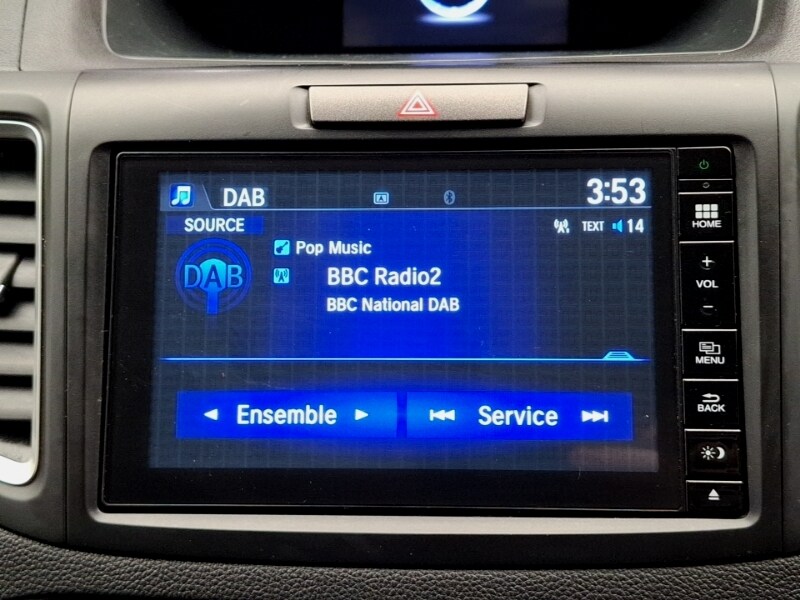 DAB 3:53
SOURCE TEXT 14
DAB
Pop Music
BBC Radio2
BBC National DAB
Ensemble Service
HOME
+
VOL
−
MENU
BACK